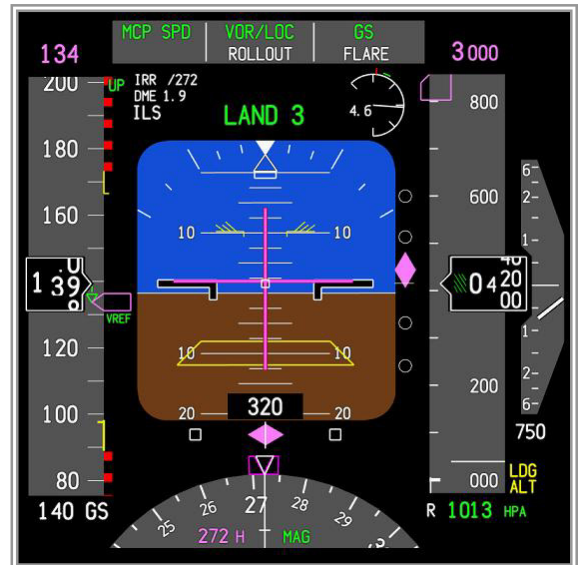 MCP SPD VOR/LOC GS
ROLLOUT FLARE
134 3000
200 UP IRR /272
DME 1.9
ILS
LAND 3
4.6
800
180
600
6
2
1
160
10 10
139 0420
40
00
VREF
1
2
6
120
10 10
200
100
20 320 20
750
80
000 LDG
ALT
140 GS
R 1013 HPA
25 26 27 28 29
272 H MAG